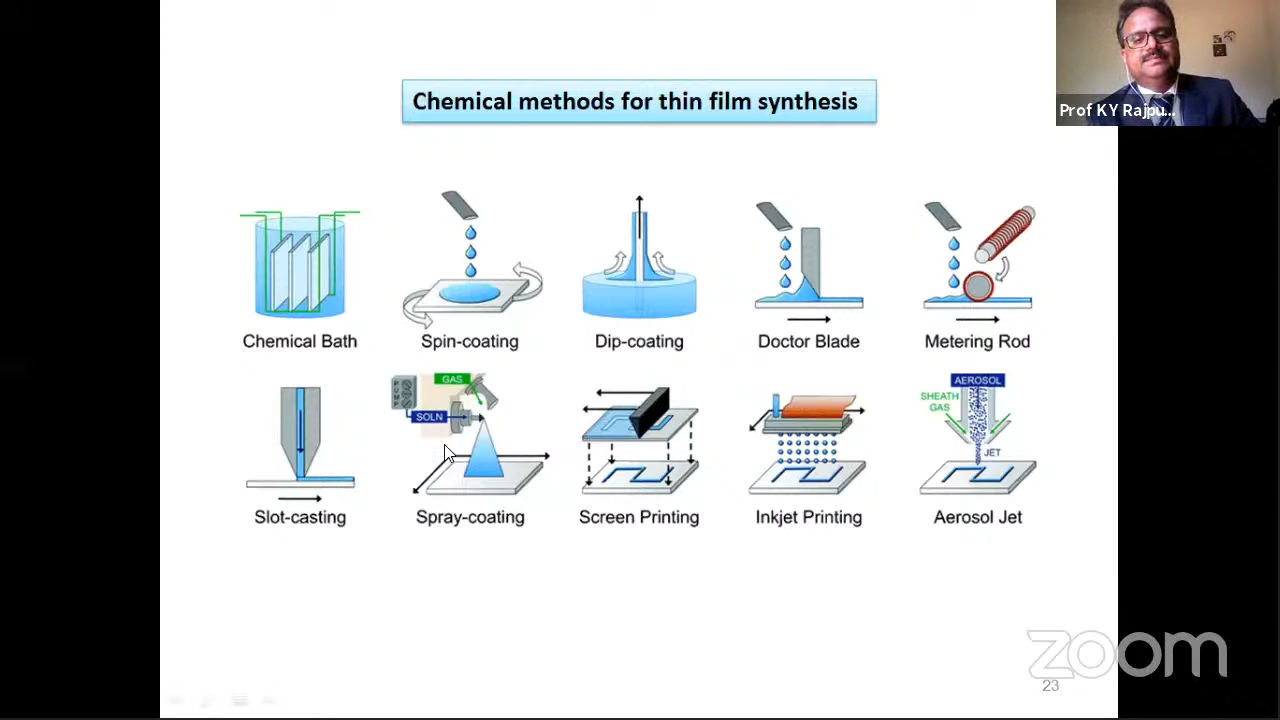 Chemical methods for thin film synthesis
Prof K Y Rajpu...
Chemical Bath
Spin-coating
Dip-coating
Doctor Blade
Metering Rod
PUMP
GAS
SOLN
AEROSOL
SHEATH
GAS
JET
Slot-casting
Spray-coating
Screen Printing
Inkjet Printing
Aerosol Jet
zoom
23